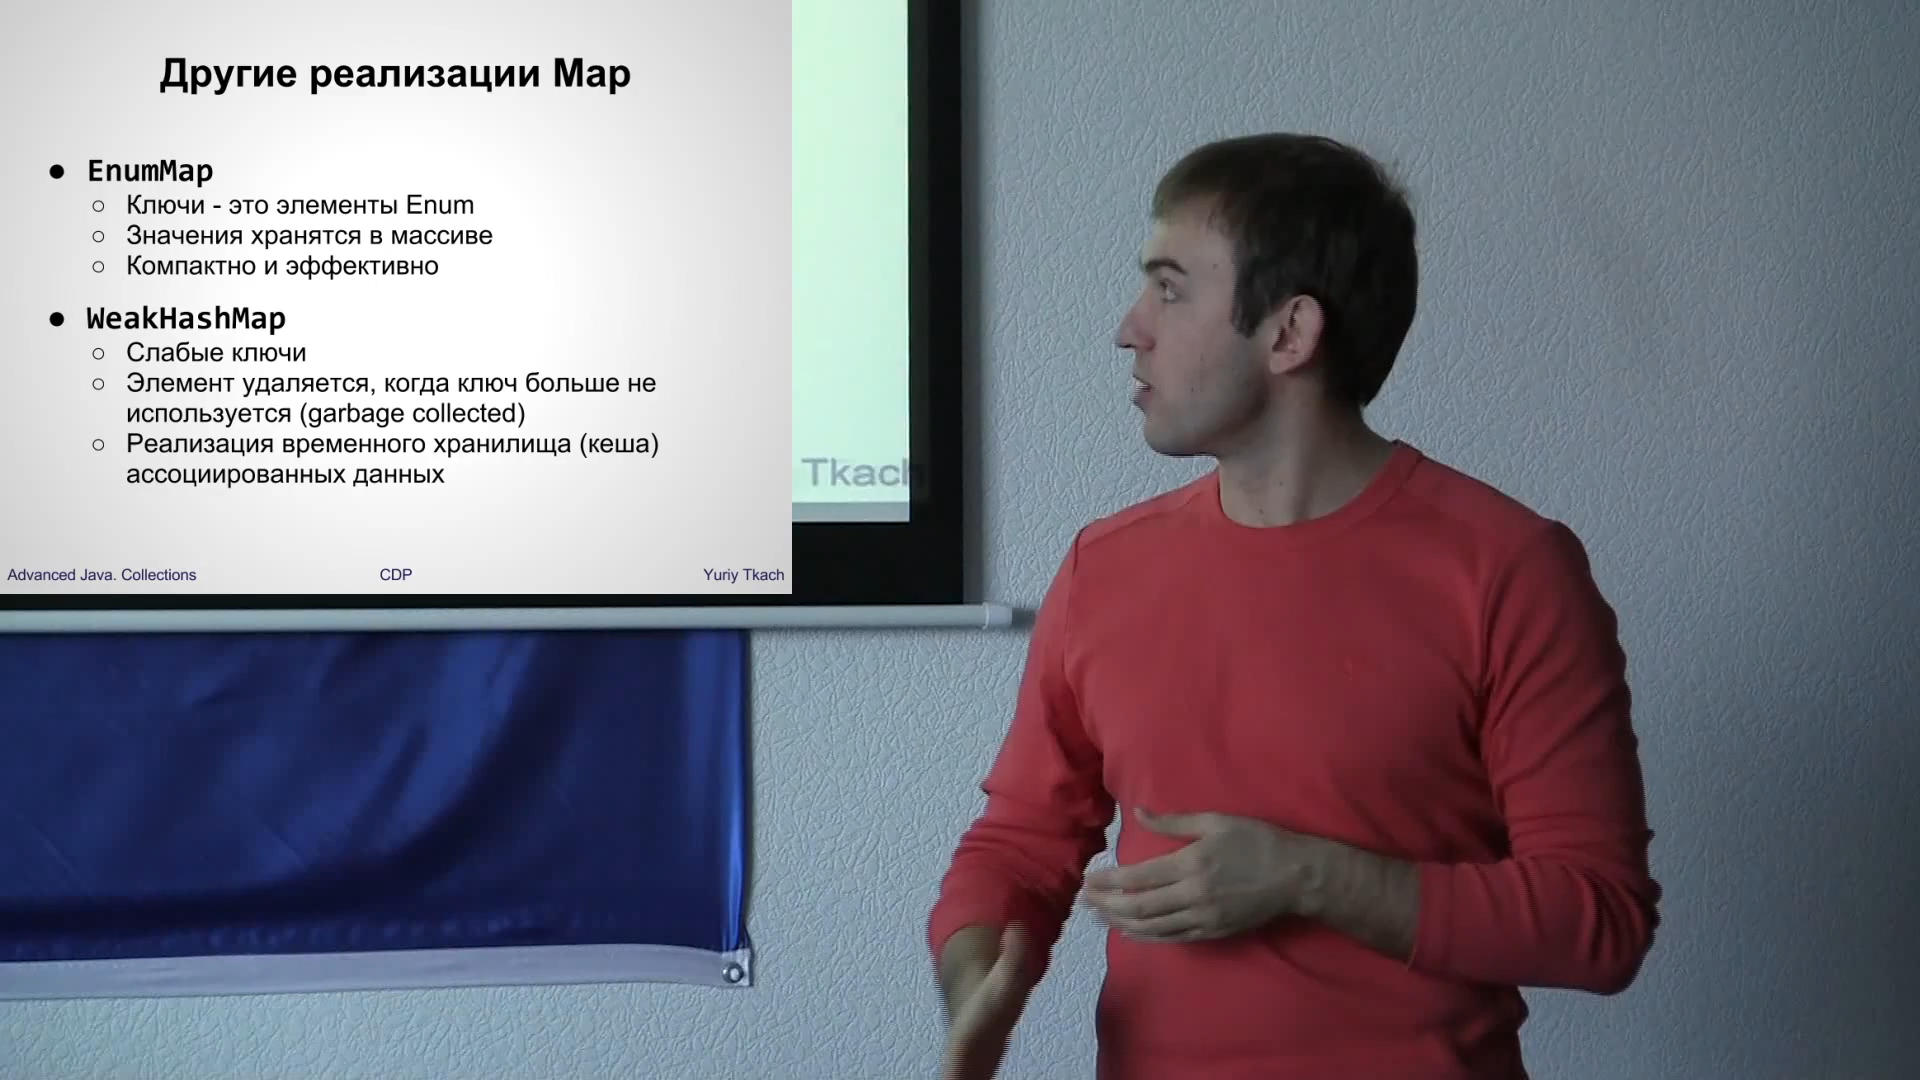 Другие реализации Map
● EnumMap
○ Ключи - это элементы Enum
○ Значения хранятся в массиве
○ Компактно и эффективно
● WeakHashMap
○ Слабые ключи
○ Элемент удаляется, когда ключ больше не
используется (garbage collected)
○ Реализация временного хранилища (кеша)
ассоциированных данных
Tkach
Advanced Java. Collections CDP Yuriy Tkach